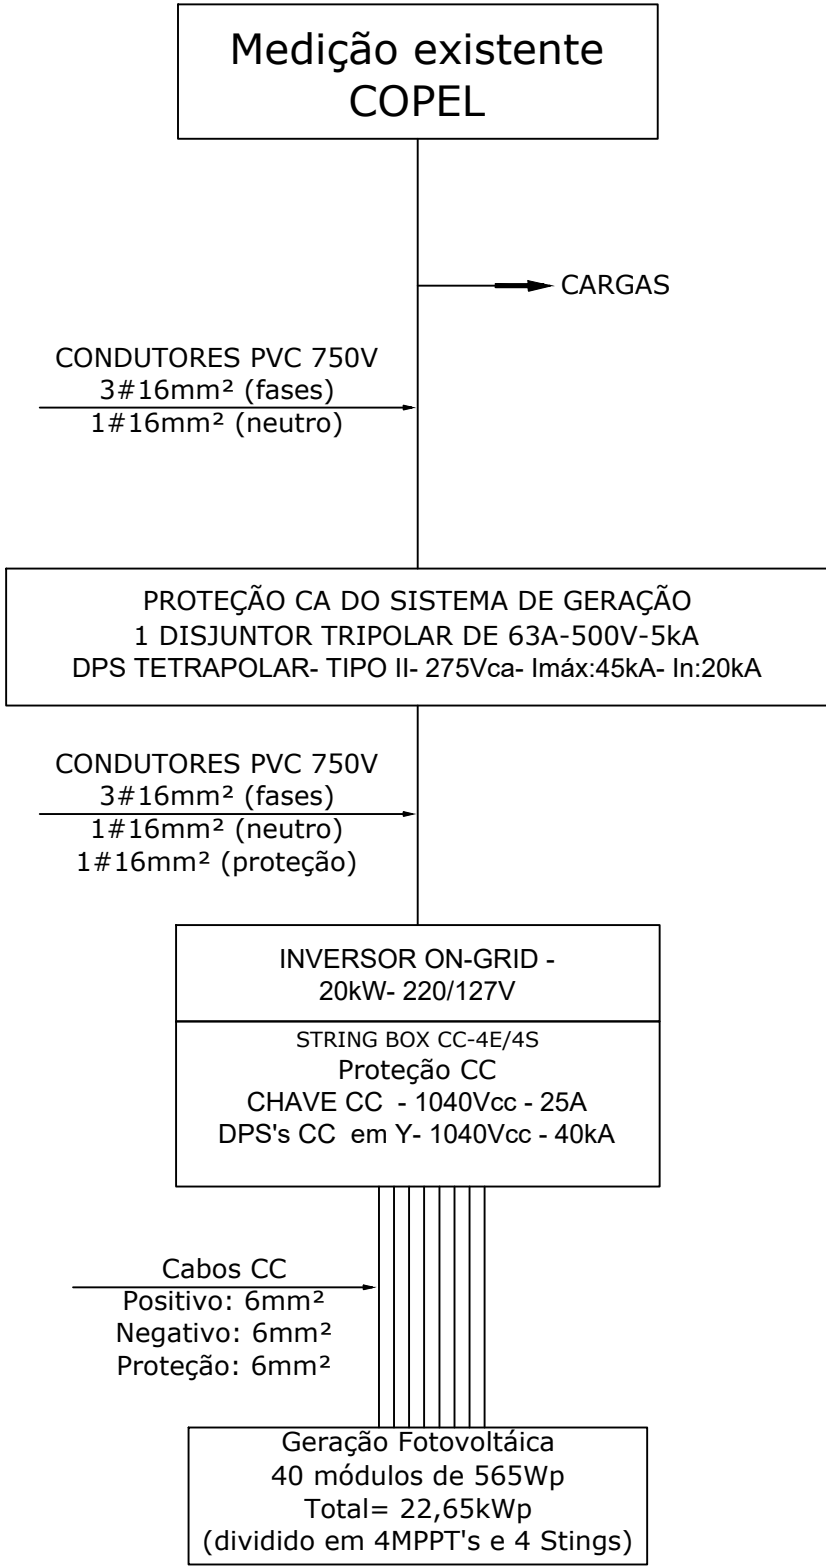 Medição existente
COPEL
CARGAS
CONDUTORES PVC 750V
3#16mm² (fases)
1#16mm² (neutro)
PROTEÇÃO CA DO SISTEMA DE GERAÇÃO
1 DISJUNTOR TRIPOLAR DE 63A-500V-5kA
DPS TETRAPOLAR- TIPO II- 275Vca- Imáx:45kA- In:20kA
CONDUTORES PVC 750V
3#16mm² (fases)
1#16mm² (neutro)
1#16mm² (proteção)
INVERSOR ON-GRID -
20kW- 220/127V
STRING BOX CC-4E/4S
Proteção CC
CHAVE CC - 1040Vcc - 25A
DPS's CC em Y- 1040Vcc - 40kA
Cabos CC
Positivo: 6mm²
Negativo: 6mm²
Proteção: 6mm²
Geração Fotovoltáica
40 módulos de 565Wp
Total= 22,65kWp
(dividido em 4MPPT's e 4 Stings)